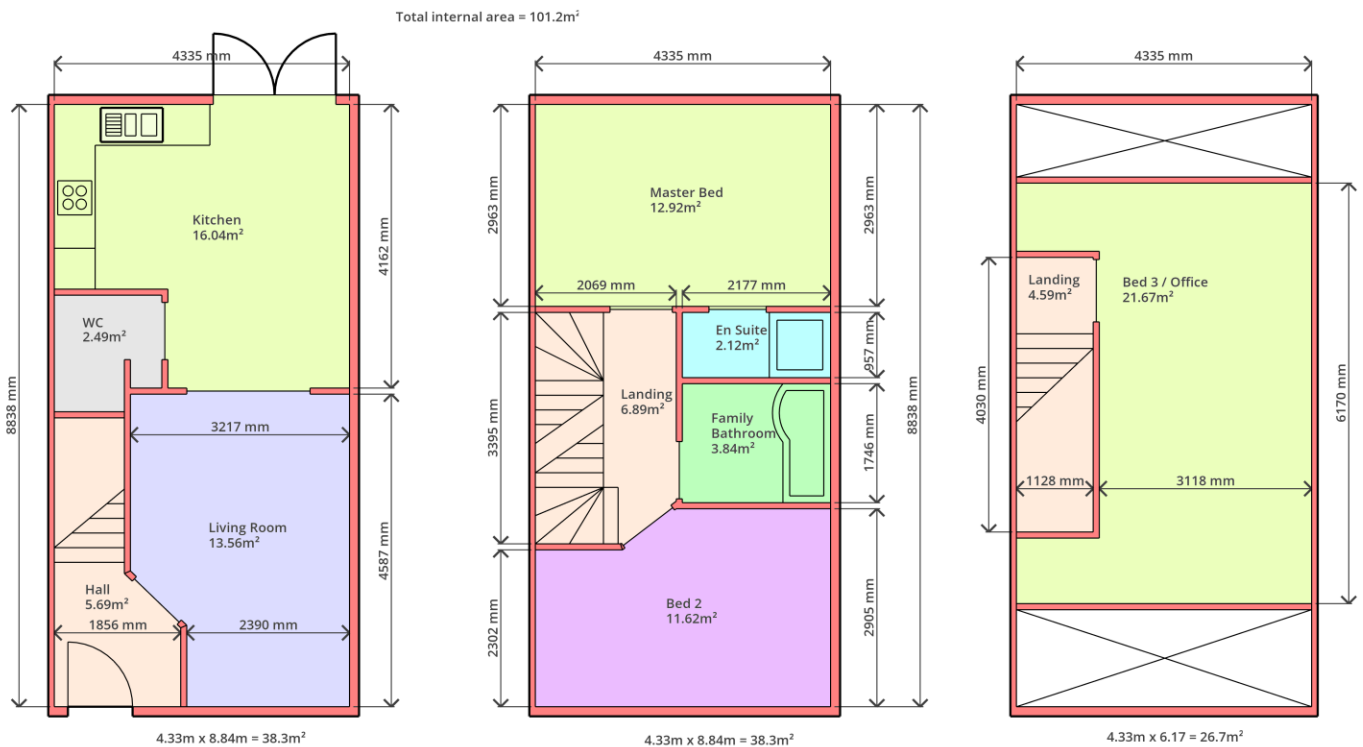 Total internal area = 101.2m²
4335 mm
8838 mm
Kitchen
16.04m²
4162 mm
WC
2.49m²
3217 mm
Living Room
13.56m²
4587 mm
Hall
5.69m²
1856 mm
2390 mm
4.33m x 8.84m = 38.3m²
4335 mm
2963 mm
Master Bed
12.92m²
2963 mm
2069 mm
2177 mm
En Suite
2.12m²
957 mm
3395 mm
Landing
6.89m²
Family
Bathroom
3.84m²
1746 mm
8838 mm
2302 mm
Bed 2
11.62m²
2905 mm
4.33m x 8.84m = 38.3m²
4335 mm
Landing
4.59m²
Bed 3 / Office
21.67m²
4030 mm
6170 mm
1128 mm
3118 mm
4.33m x 6.17 = 26.7m²